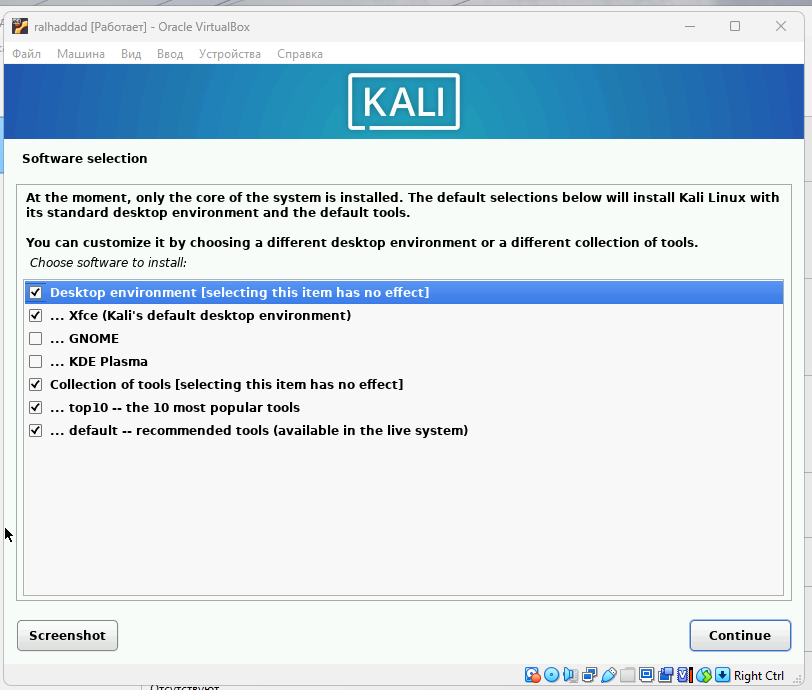 ralhaddad [Работает] - Oracle VirtualBox
Файл Машина Вид Ввод Устройства Справка
KALI
Software selection
At the moment, only the core of the system is installed. The default selections below will install Kali Linux with
its standard desktop environment and the default tools.
You can customize it by choosing a different desktop environment or a different collection of tools.
Choose software to install:
Desktop environment [selecting this item has no effect]
... Xfce (Kali's default desktop environment)
... GNOME
... KDE Plasma
Collection of tools [selecting this item has no effect]
... top10 -- the 10 most popular tools
... default -- recommended tools (available in the live system)
Screenshot
Continue
Right Ctrl
Отсутствуют